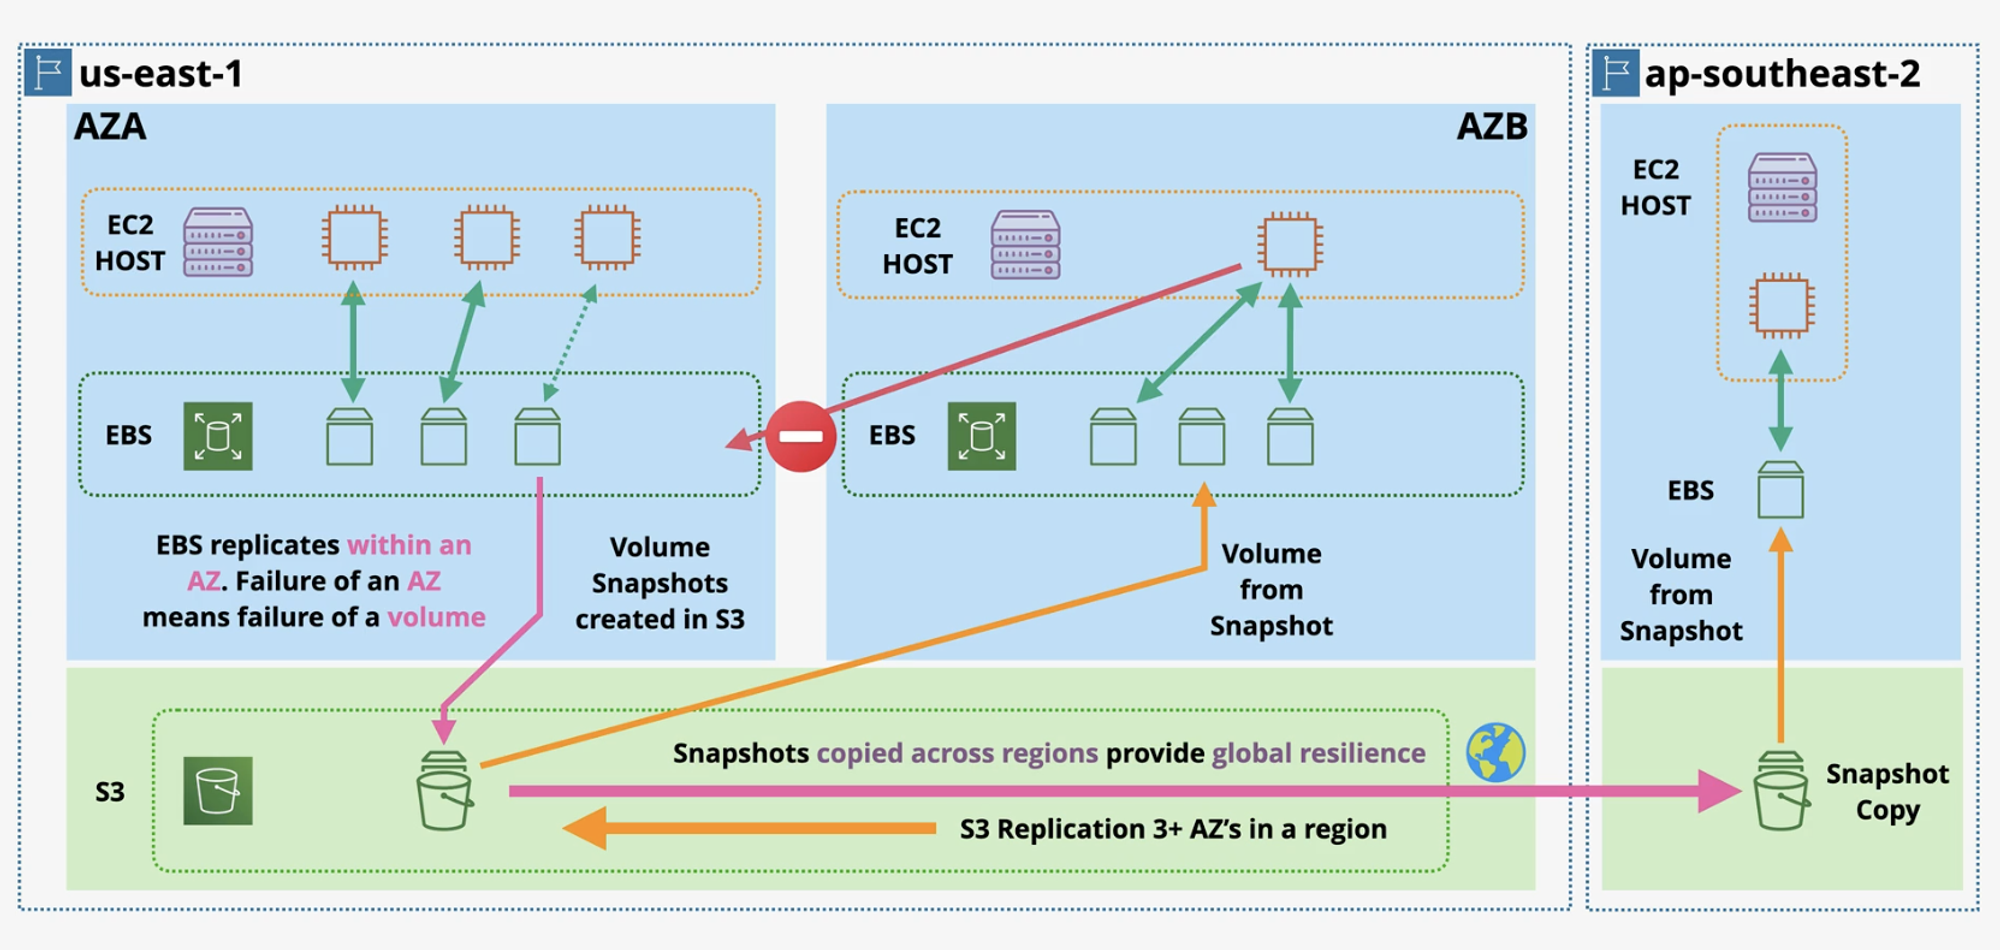 us-east-1
AZA
EC2
HOST
EBS
EBS replicates within an
AZ. Failure of an AZ
means failure of a volume
Volume
Snapshots
created in S3
AZB
EC2
HOST
EBS
Volume
from
Snapshot
S3
Snapshots copied across regions provide global resilience
S3 Replication 3+ AZ's in a region
ap-southeast-2
EC2
HOST
EBS
Volume
from
Snapshot
Snapshot
Copy